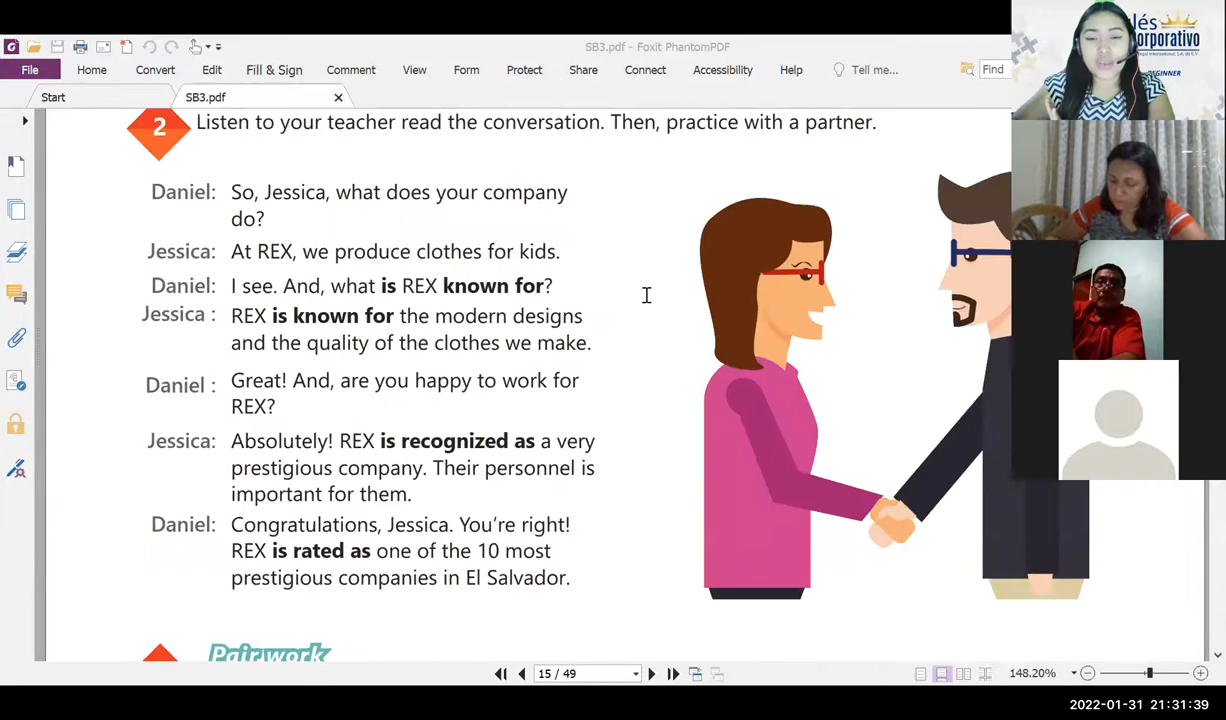 SB3.pdf - Foxit PhantomPDF
File Home Convert Edit Fill & Sign Comment View Form Protect Share Connect Accessibility Help Tell me... Find
Start SB3.pdf
2 Listen to your teacher read the conversation. Then, practice with a partner.
Daniel: So, Jessica, what does your company
do?
Jessica: At REX, we produce clothes for kids.
Daniel: I see. And, what is REX known for?
Jessica : REX is known for the modern designs
and the quality of the clothes we make.
Daniel : Great! And, are you happy to work for
REX?
Jessica: Absolutely! REX is recognized as a very
prestigious company. Their personnel is
important for them.
Daniel: Congratulations, Jessica. You're right!
REX is rated as one of the 10 most
prestigious companies in El Salvador.
Pair work
15 / 49
148.20%
lés
orporativo
EGINNER
2022-01-31 21:31:39